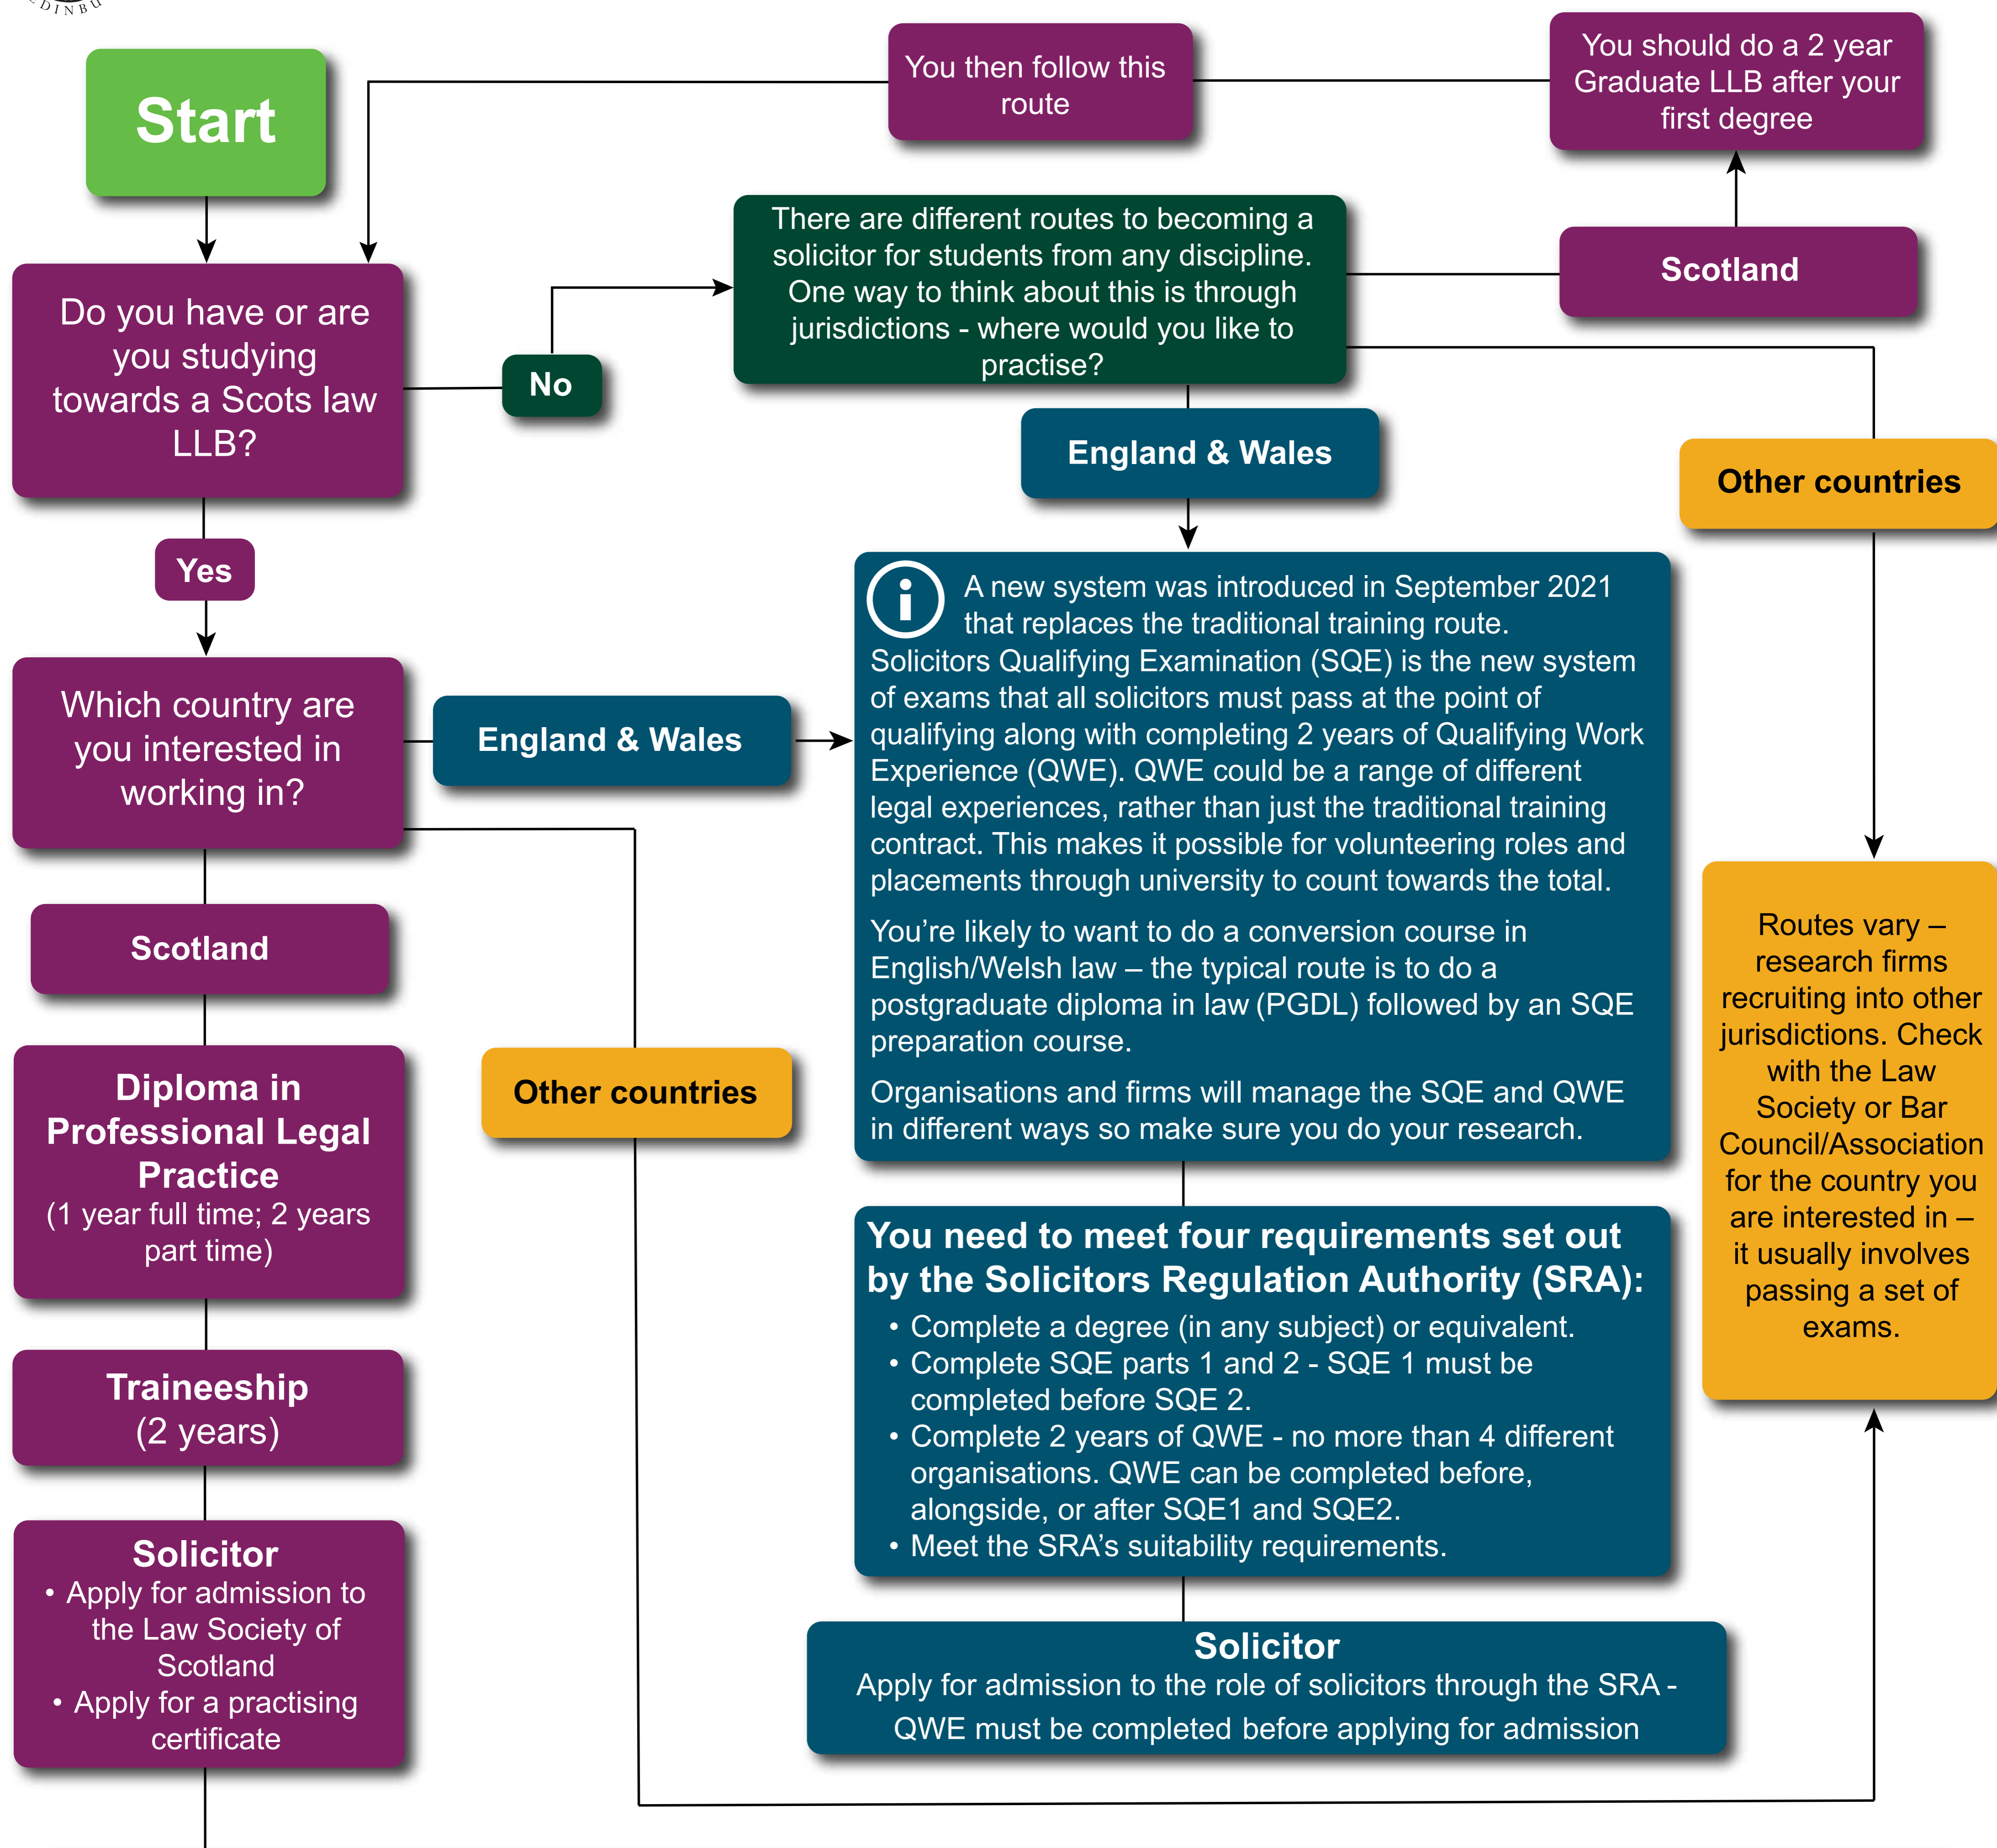 EDINBU
Start
You then follow this
route
You should do a 2 year
Graduate LLB after your
first degree
There are different routes to becoming a
solicitor for students from any discipline.
One way to think about this is through
jurisdictions - where would you like to
practise?
Scotland
Do you have or are
you studying
towards a Scots law
LLB?
No
England & Wales
Other countries
Yes
A new system was introduced in September 2021
that replaces the traditional training route.
Solicitors Qualifying Examination (SQE) is the new system
of exams that all solicitors must pass at the point of
qualifying along with completing 2 years of Qualifying Work
Experience (QWE). QWE could be a range of different
legal experiences, rather than just the traditional training
contract. This makes it possible for volunteering roles and
placements through university to count towards the total.
You're likely to want to do a conversion course in
English/Welsh law – the typical route is to do a
postgraduate diploma in law (PGDL) followed by an SQE
preparation course.
Organisations and firms will manage the SQE and QWE
in different ways so make sure you do your research.
Which country are
you interested in
working in?
England & Wales
Scotland
Other countries
Routes vary –
research firms
recruiting into other
jurisdictions. Check
with the Law
Society or Bar
Council/Association
for the country you
are interested in –
it usually involves
passing a set of
exams.
Diploma in
Professional Legal
Practice
(1 year full time; 2 years
part time)
You need to meet four requirements set out
by the Solicitors Regulation Authority (SRA):
• Complete a degree (in any subject) or equivalent.
• Complete SQE parts 1 and 2 - SQE 1 must be
completed before SQE 2.
• Complete 2 years of QWE - no more than 4 different
organisations. QWE can be completed before,
alongside, or after SQE1 and SQE2.
• Meet the SRA's suitability requirements.
Traineeship
(2 years)
Solicitor
• Apply for admission to
the Law Society of
Scotland
• Apply for a practising
certificate
Solicitor
Apply for admission to the role of solicitors through the SRA -
QWE must be completed before applying for admission